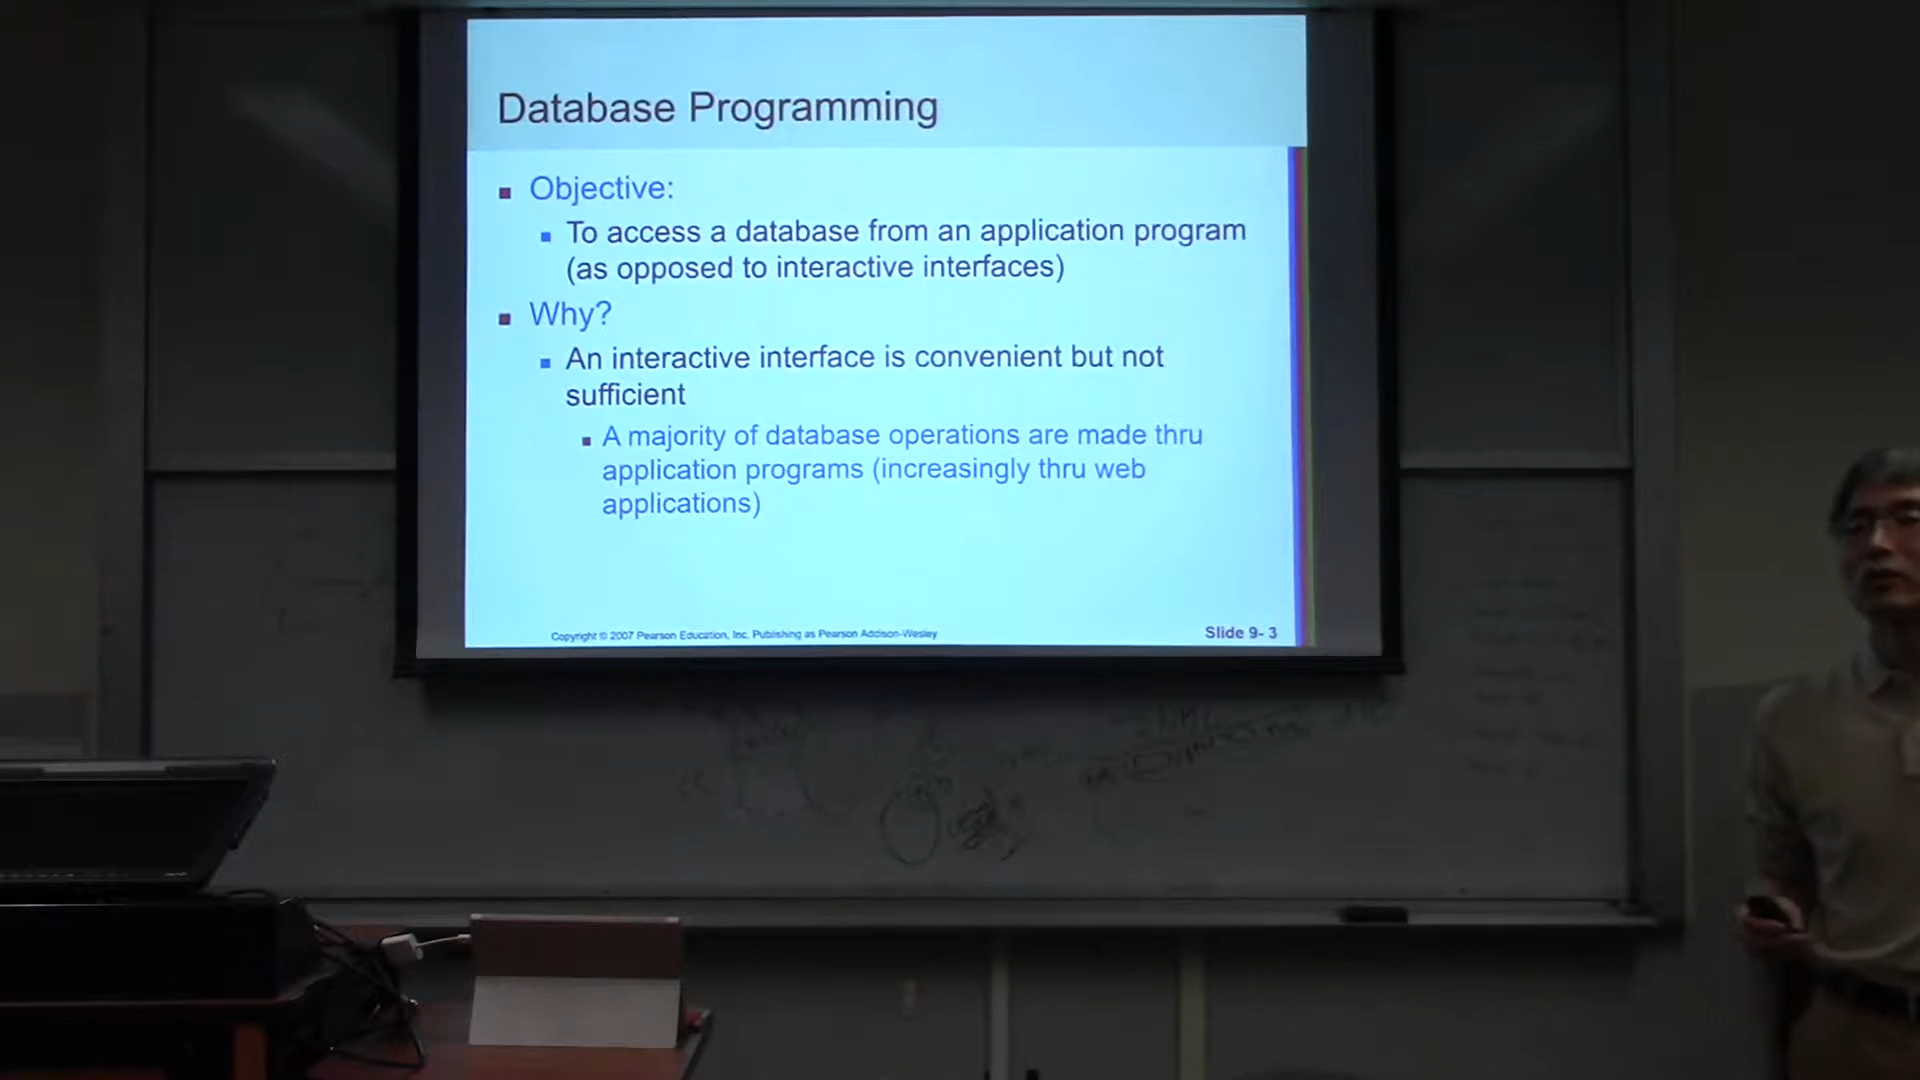 Database Programming
Objective:
To access a database from an application program
(as opposed to interactive interfaces)
Why?
An interactive interface is convenient but not
sufficient
A majority of database operations are made thru
application programs (increasingly thru web
applications)
Copyright © 2007 Pearson Education, Inc. Publishing as Pearson Addison-Wesley
Slide 9- 3